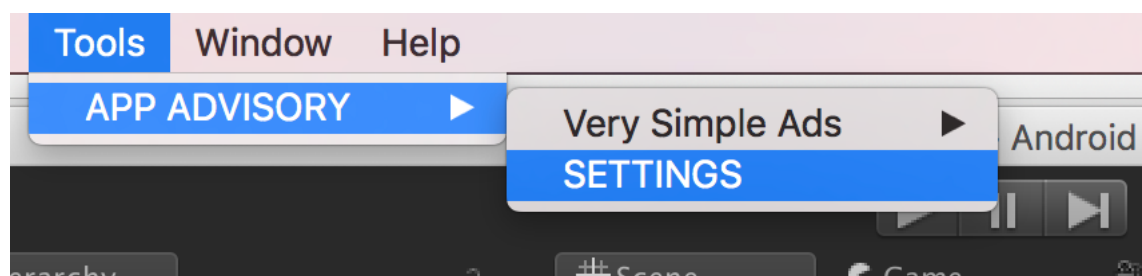 Tools Window Help
APP ADVISORY
Very Simple Ads
SETTINGS
Android
Scene
Game